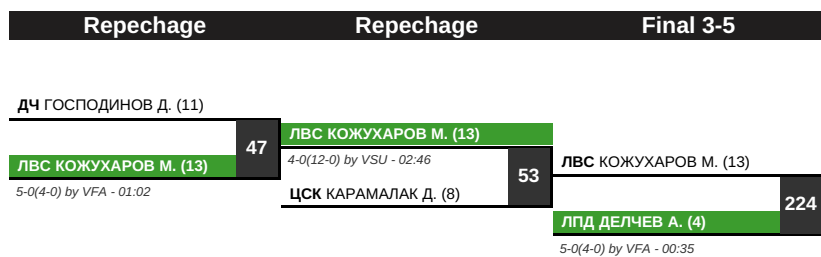 Repechage
Repechage
Final 3-5
ДЧ ГОСПОДИНОВ Д. (11)
47
ЛВС КОЖУХАРОВ М. (13)
5-0(4-0) by VFA - 01:02
ЛВС КОЖУХАРОВ М. (13)
4-0(12-0) by VSU - 02:46
53
ЦСК КАРАМАЛАК Д. (8)
ЛВС КОЖУХАРОВ М. (13)
224
ЛПД ДЕЛЧЕВ А. (4)
5-0(4-0) by VFA - 00:35